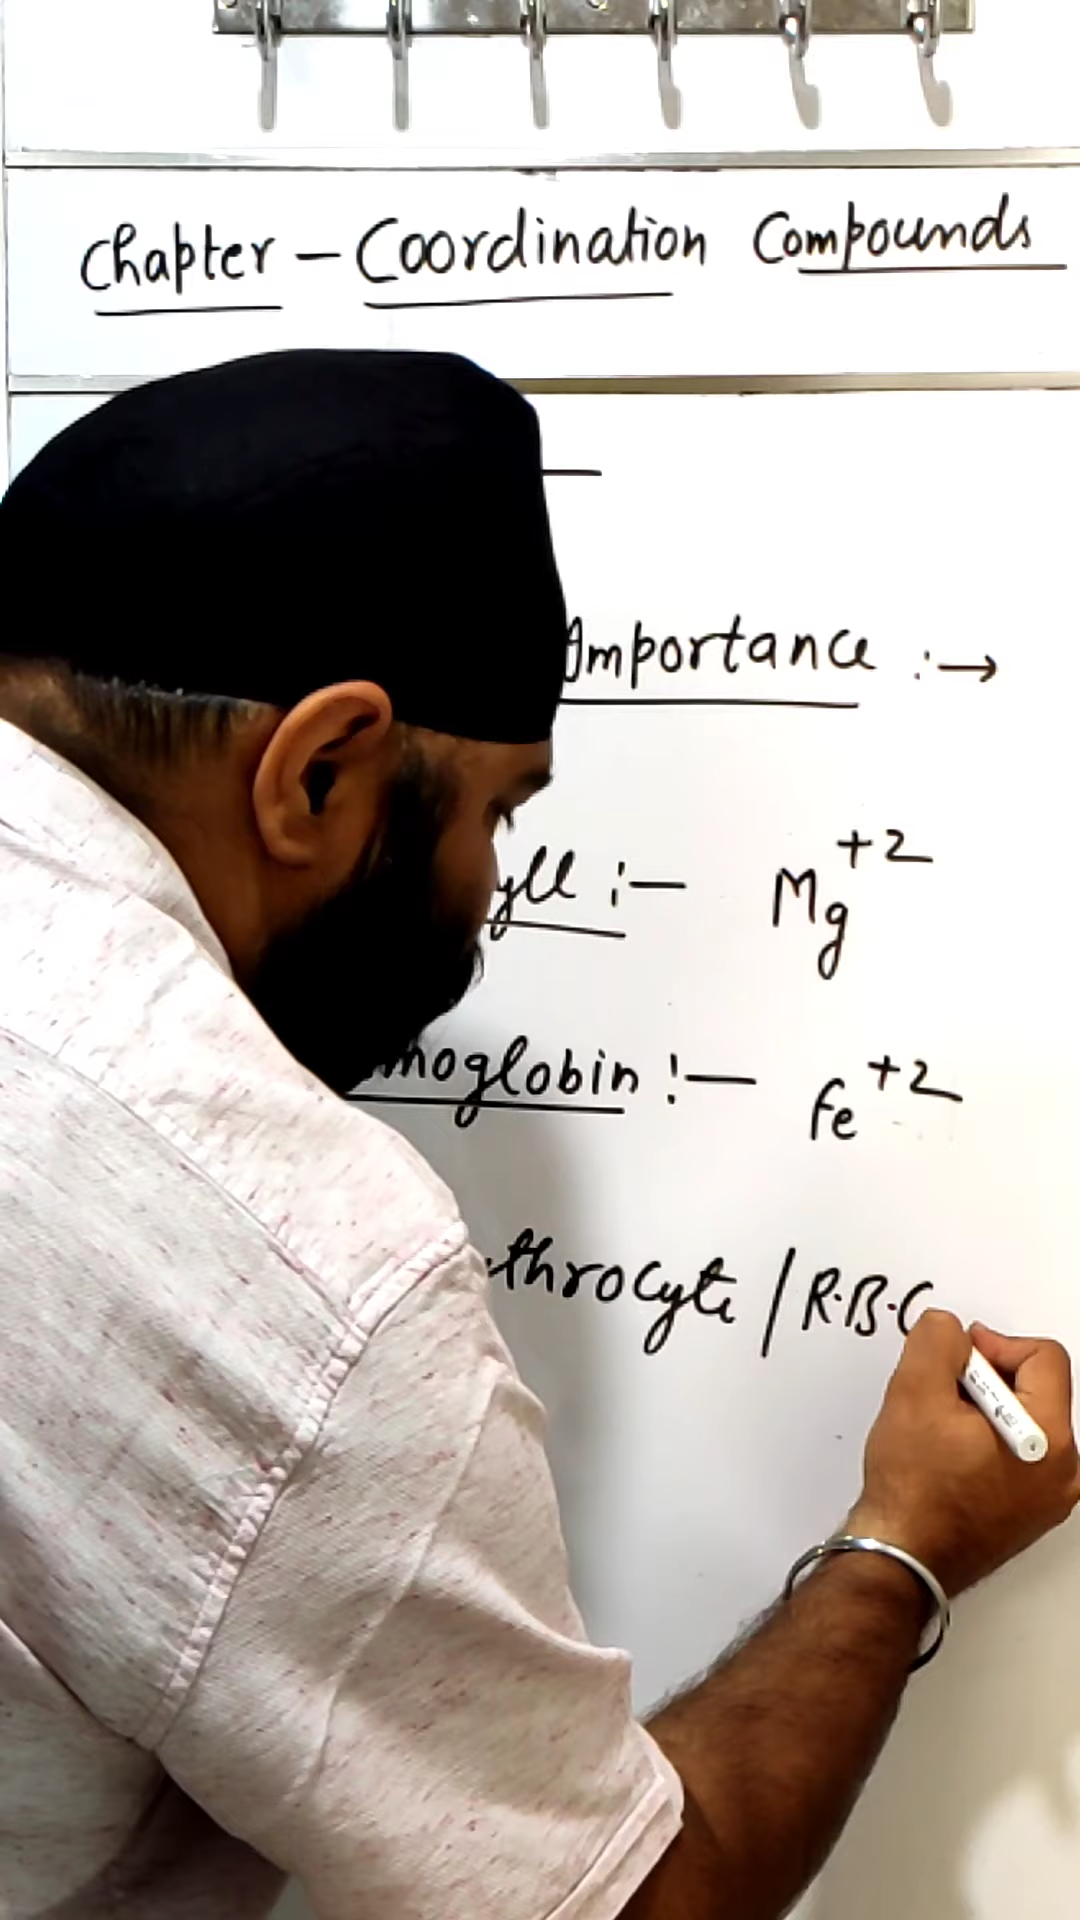 Chapter – Coordination Compounds
Importance :→
yll :— Mg+2
moglobin :— Fe+2
throcyte / R.B.C